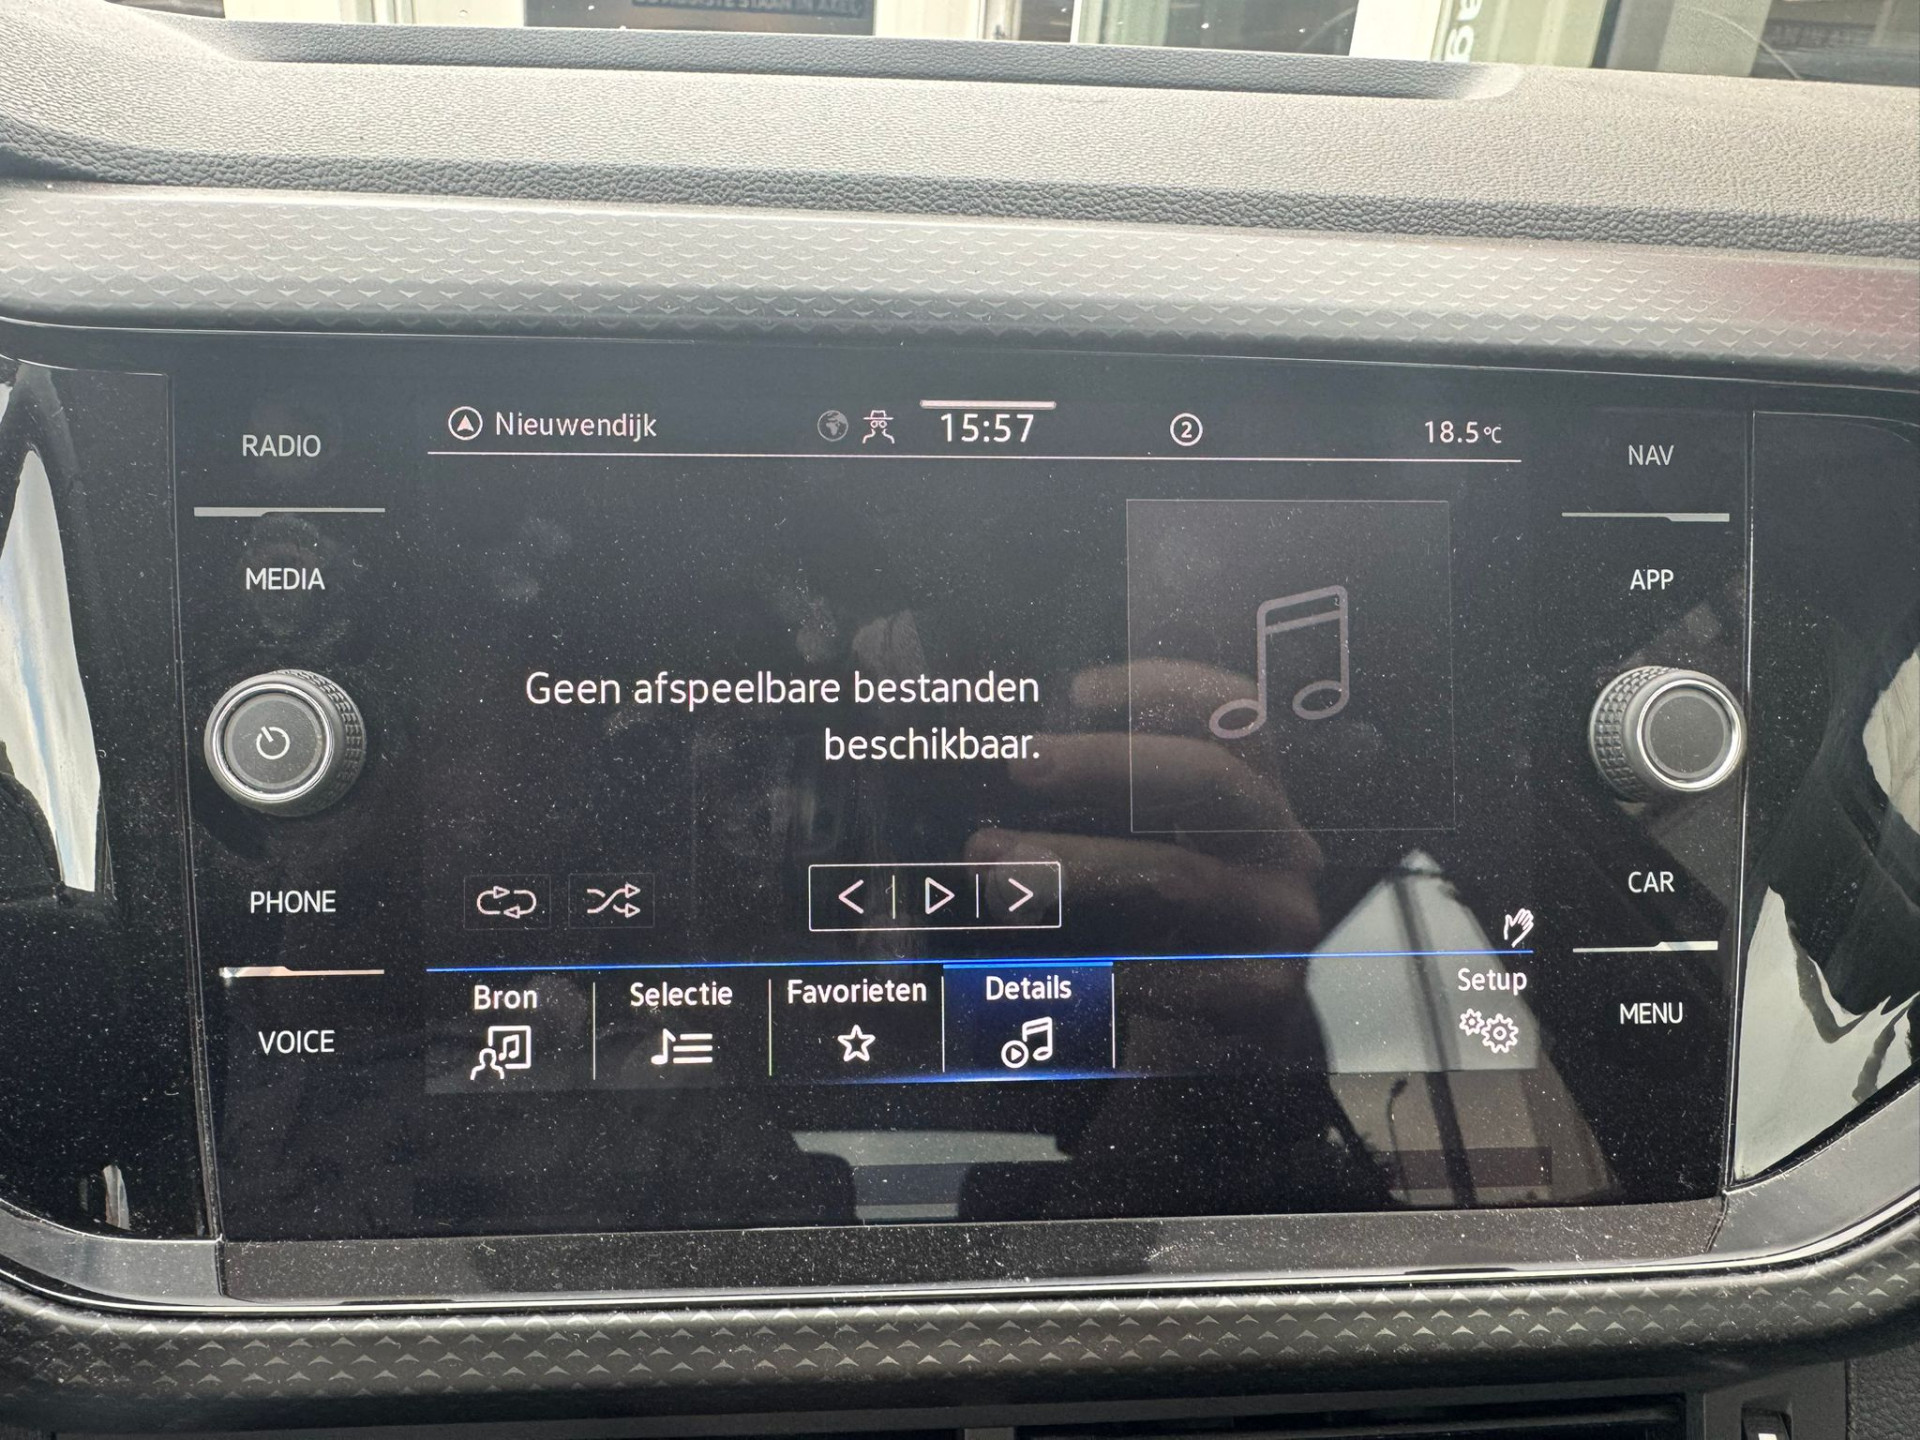 RADIO
Nieuwendijk
15:57
2
18.5°C
NAV
MEDIA
APP
Geen afspeelbare bestanden
beschikbaar.
PHONE
CAR
Bron
Selectie
Favorieten
Details
Setup
VOICE
MENU